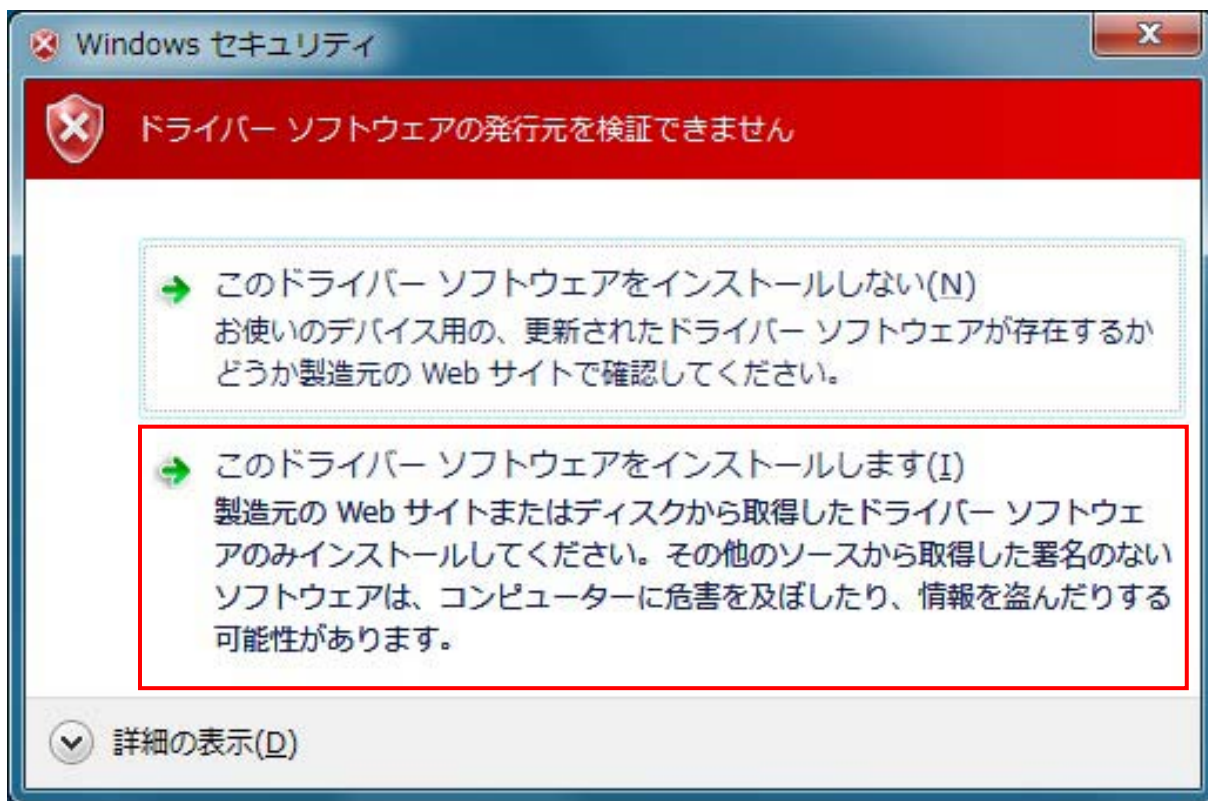 Windows セキュリティ
ドライバー ソフトウェアの発行元を検証できません
このドライバー ソフトウェアをインストールしない(N)
お使いのデバイス用の、更新されたドライバー ソフトウェアが存在するか
どうか製造元の Web サイトで確認してください。
このドライバー ソフトウェアをインストールします(I)
製造元の Web サイトまたはディスクから取得したドライバー ソフトウェ
アのみインストールしてください。その他のソースから取得した署名のない
ソフトウェアは、コンピューターに危害を及ぼしたり、情報を盗んだりする
可能性があります。
詳細の表示(D)